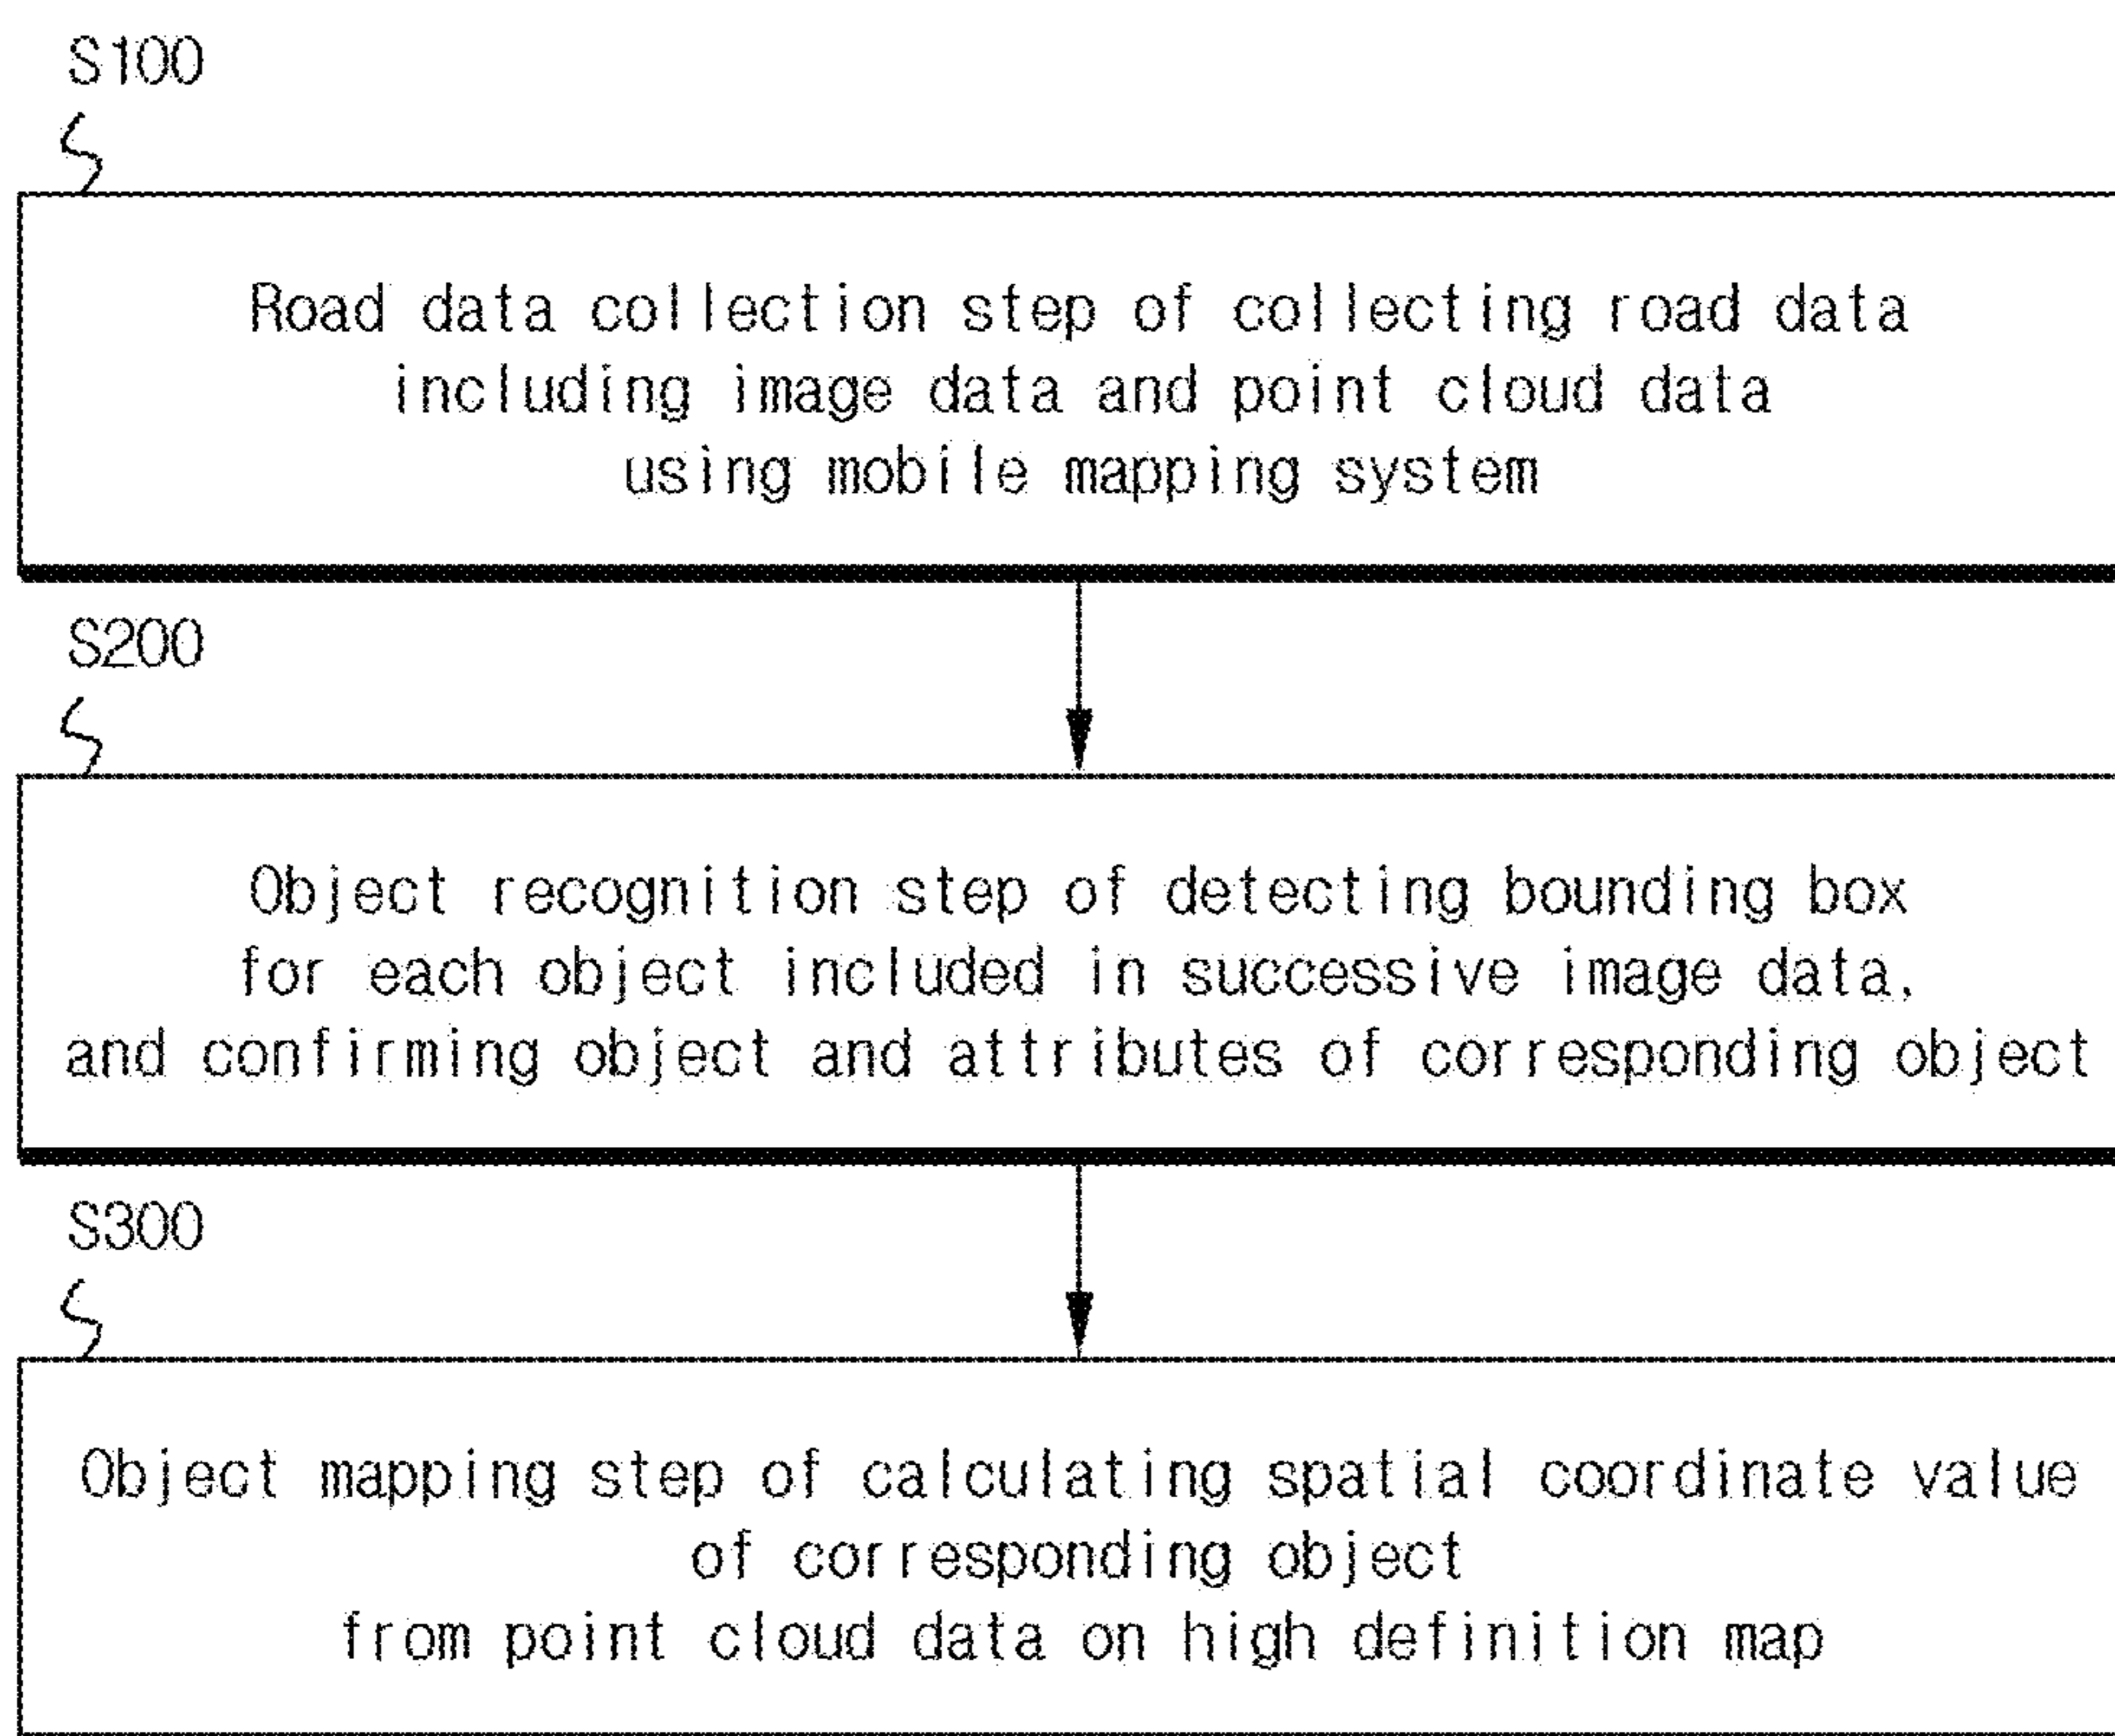 S100
Road data collection step of collecting road data
including image data and point cloud data
using mobile mapping system
S200
Object recognition step of detecting bounding box
for each object included in successive image data,
and confirming object and attributes of corresponding object
S300
Object mapping step of calculating spatial coordinate value
of corresponding object
from point cloud data on high definition map